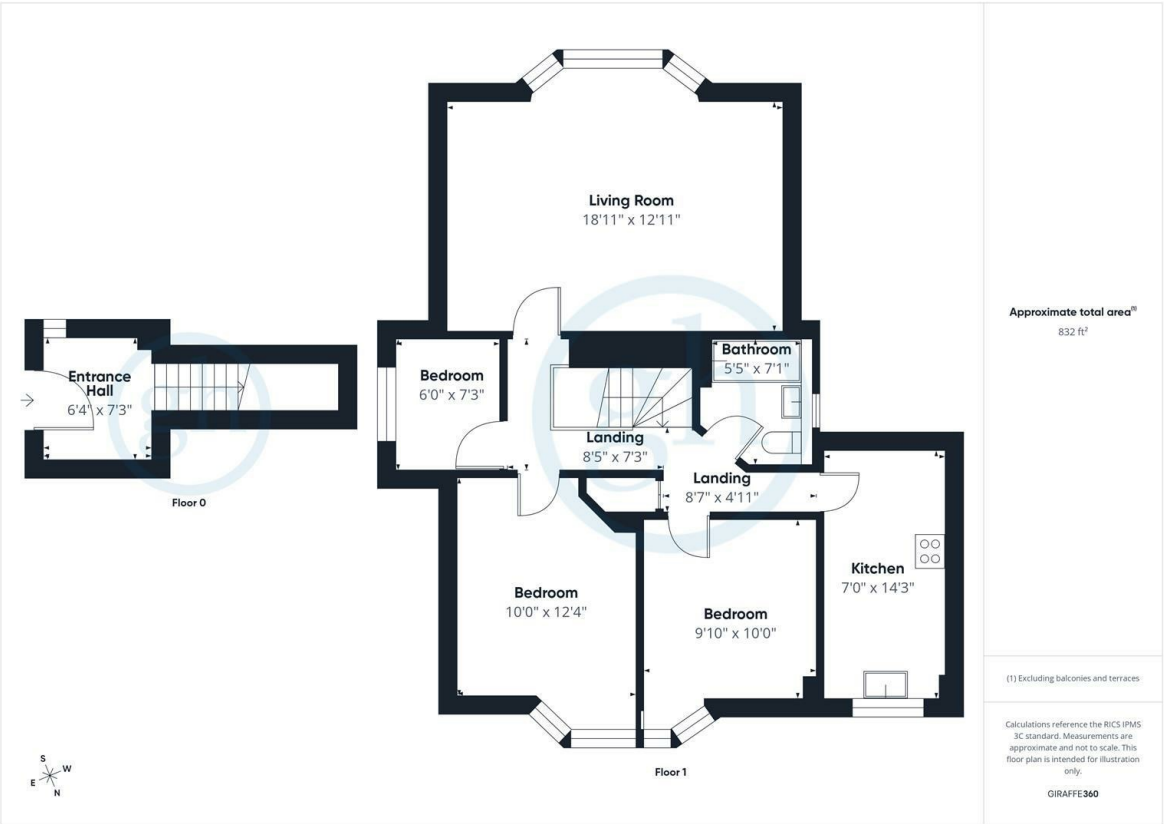 Living Room
18'11" x 12'11"
Bathroom
5'5" x 7'1"
Bedroom
6'0" x 7'3"
Entrance
Hall
6'4" x 7'3"
Landing
8'5" x 7'3"
Landing
8'7" x 4'11"
Floor 0
Kitchen
7'0" x 14'3"
Bedroom
10'0" x 12'4"
Bedroom
9'10" x 10'0"
Floor 1
S
W
E
N
gh
gh
Approximate total area(1)
832 ft²
(1) Excluding balconies and terraces
Calculations reference the RICS IPMS
3C standard. Measurements are
approximate and not to scale. This
floor plan is intended for illustration
only.
GIRAFFE360